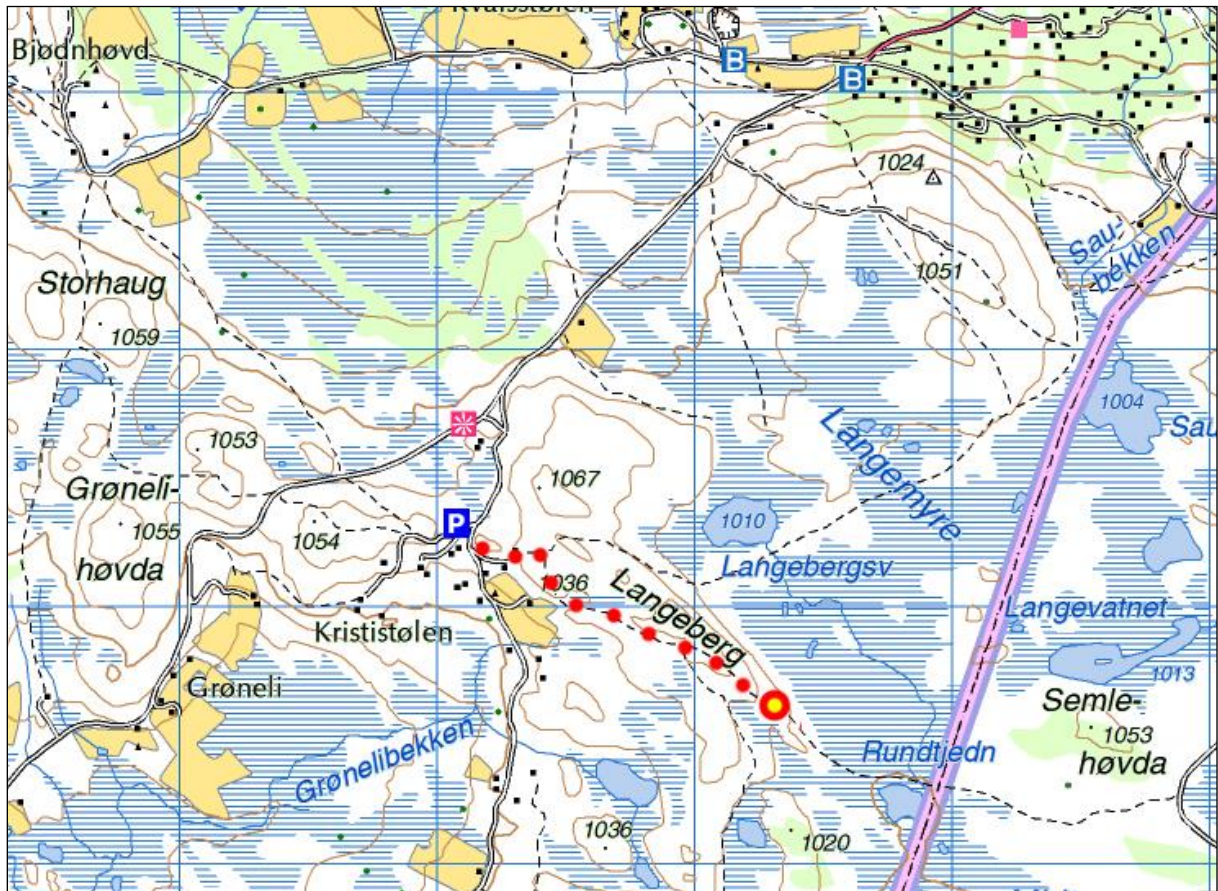 Kvalsstølen
Bjødnhøvd
B
B
1024
Sau-
bekken
1051
Storhaug
1059
1004
Sau
1053
Langemyre
Grøneli-
høvda
1055
1067
1054
P
1010
1036
Langebergsv
Langeberg
Langevatnet
Krististølen
1013
Grøneli
Semle-
høvda
1053
Rundtjedn
Grønelibekken
1036
1020